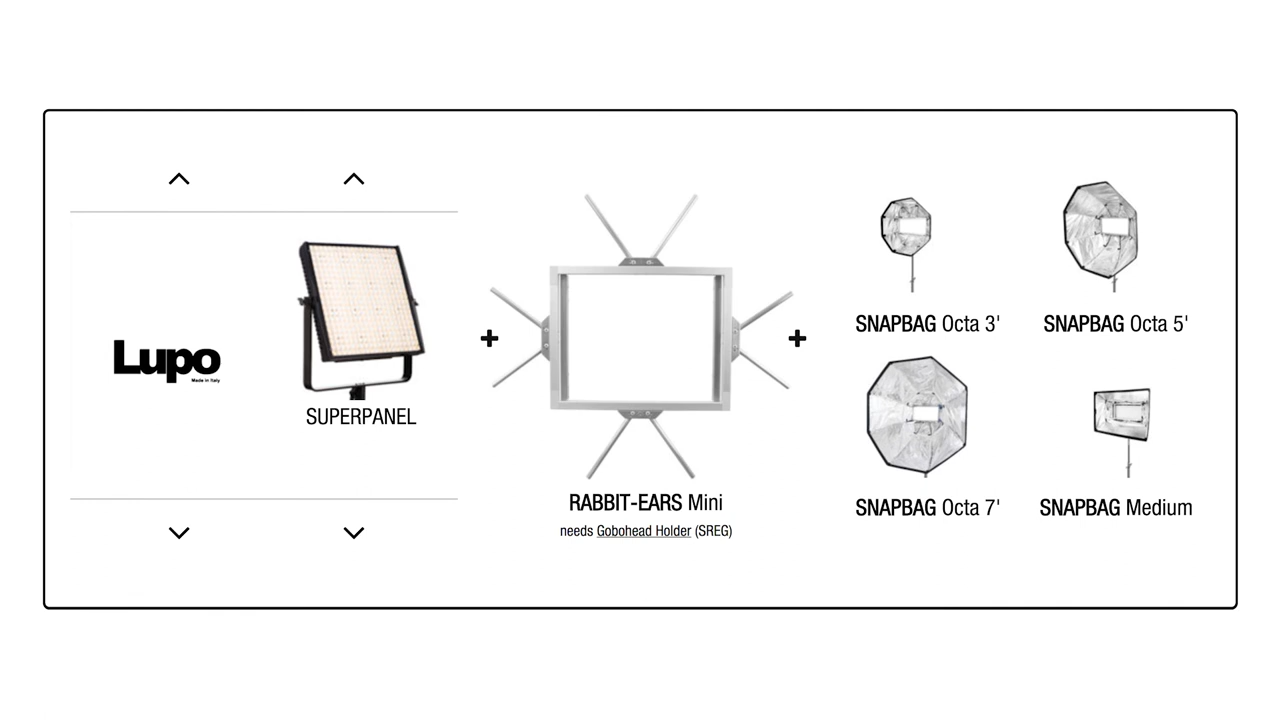 Lupo
Made in Italy
SUPERPANEL
+
RABBIT-EARS Mini
needs Gobohead Holder (SREG)
+
SNAPBAG Octa 3'
SNAPBAG Octa 5'
SNAPBAG Octa 7'
SNAPBAG Medium